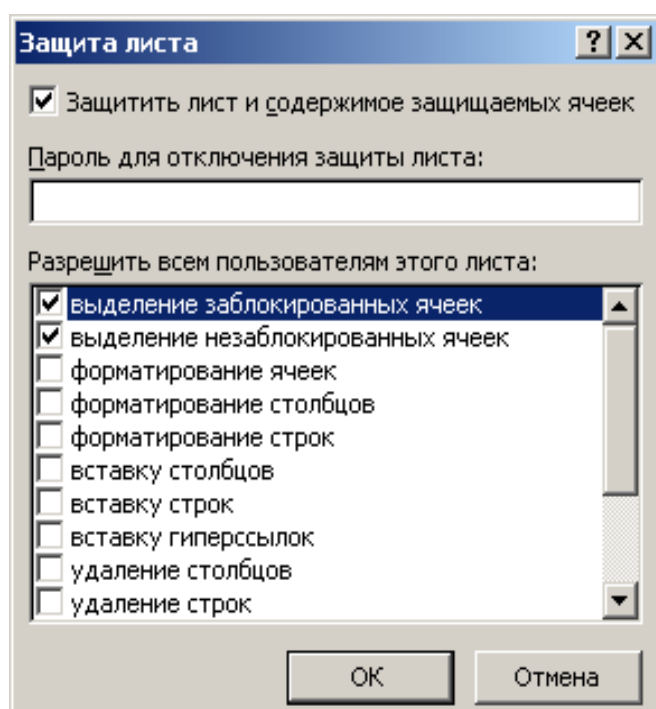 Защита листа
Защитить лист и содержимое защищаемых ячеек
Пароль для отключения защиты листа:
Разрешить всем пользователям этого листа:
выделение заблокированных ячеек
выделение незаблокированных ячеек
форматирование ячеек
форматирование столбцов
форматирование строк
вставку столбцов
вставку строк
вставку гиперссылок
удаление столбцов
удаление строк
ОК Отмена